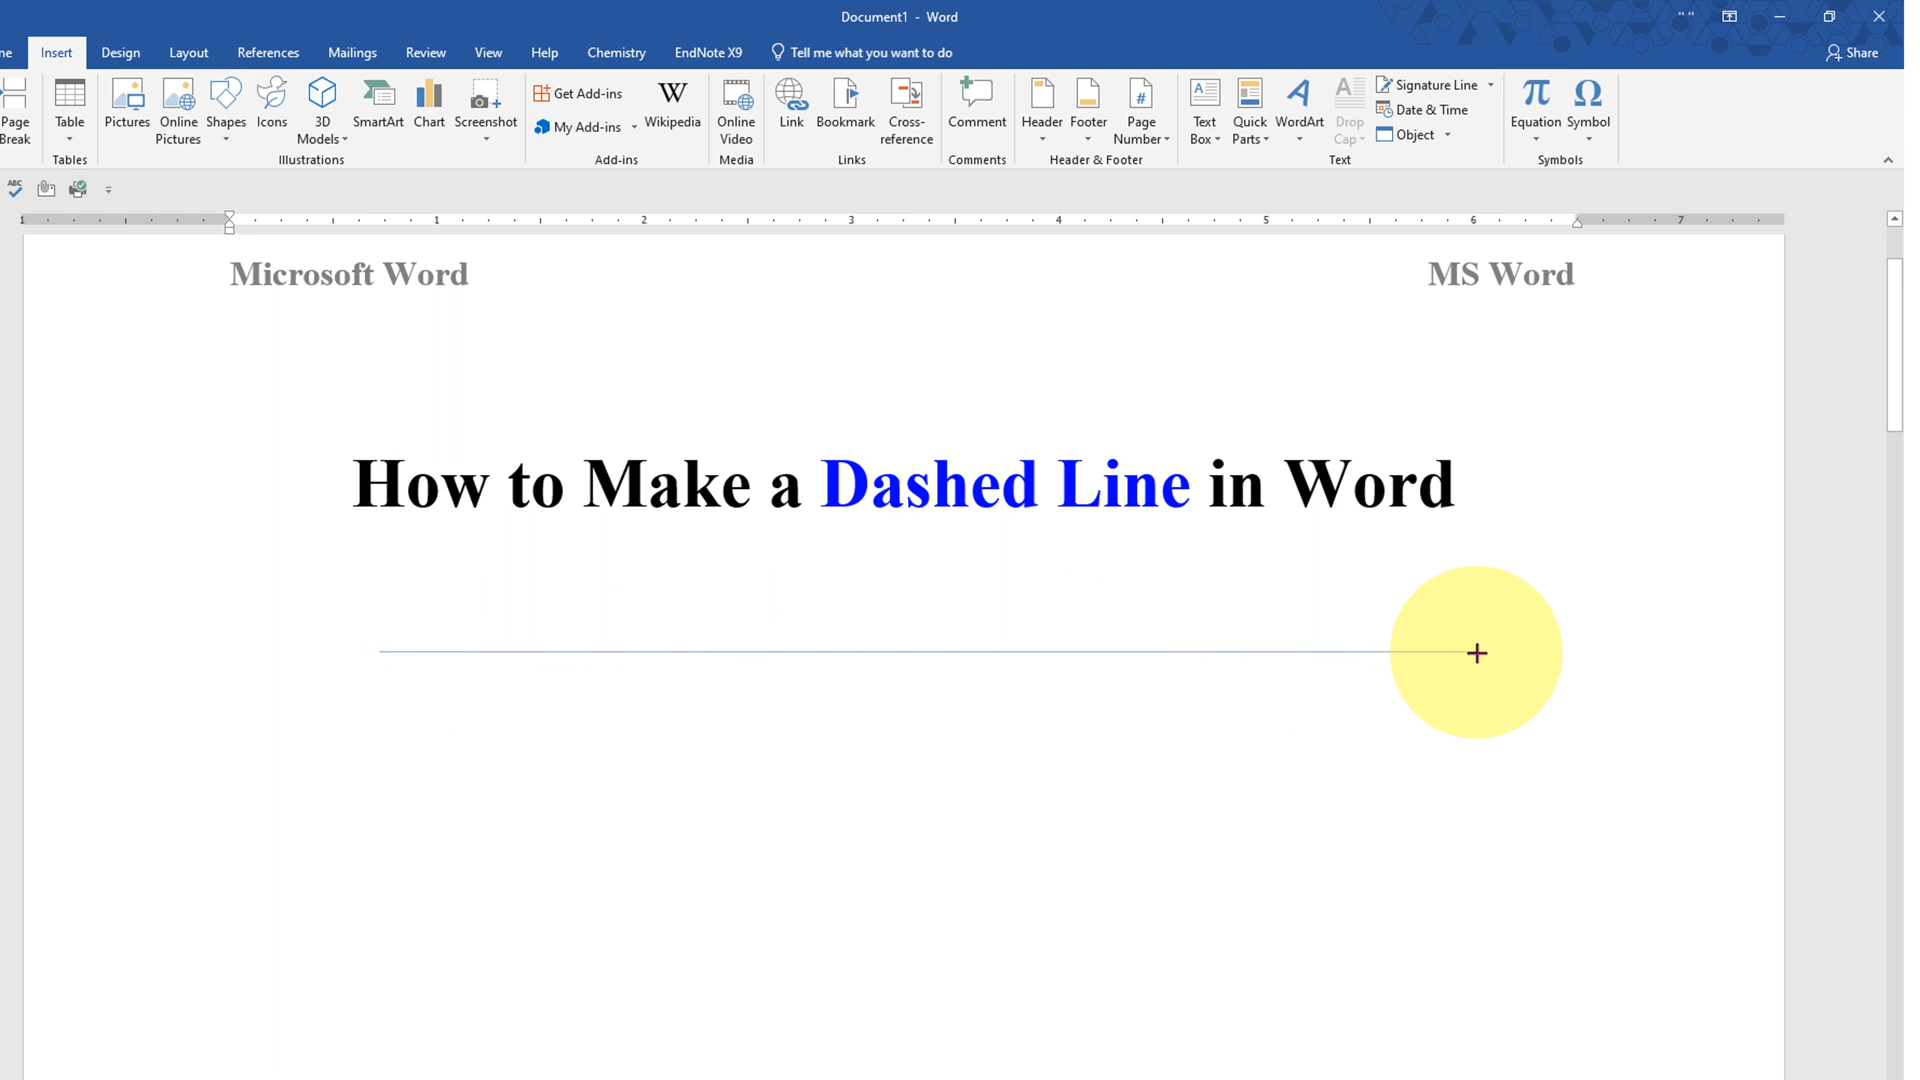 Document1 - Word
ne Insert Design Layout References Mailings Review View Help Chemistry EndNote X9 Tell me what you want to do Share
Page Break
Table
Pictures
Online Pictures
Shapes
Icons
3D Models
SmartArt
Chart
Screenshot
Get Add-ins
My Add-ins
W
Wikipedia
Online Video
Link
Bookmark
Cross-reference
Comment
Header
Footer
#
Page Number
A
Text Box
Quick Parts
A
WordArt
A
Drop Cap
Signature Line
Date & Time
Object
π
Equation
Ω
Symbol
Tables Illustrations Add-ins Media Links Comments Header & Footer Text Symbols
ABC
1 1 2 3 4 5 6 7
Microsoft Word MS Word
How to Make a Dashed Line in Word